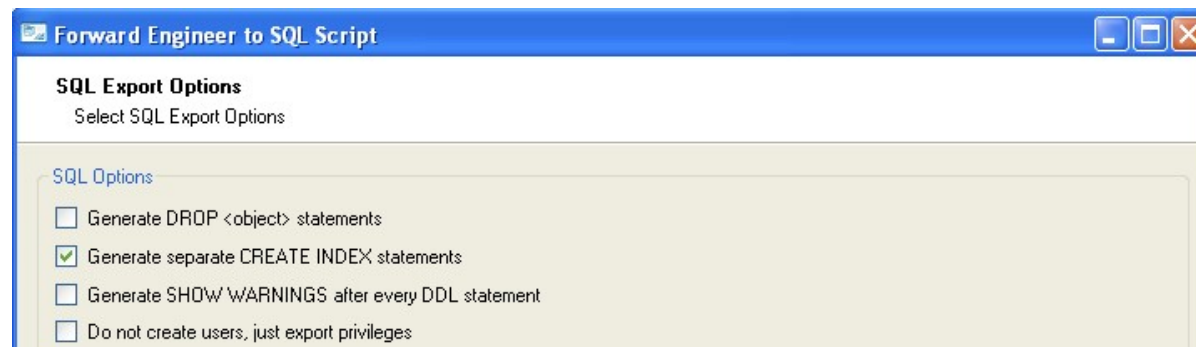 Forward Engineer to SQL Script
SQL Export Options
Select SQL Export Options
SQL Options
Generate DROP <object> statements
Generate separate CREATE INDEX statements
Generate SHOW WARNINGS after every DDL statement
Do not create users, just export privileges